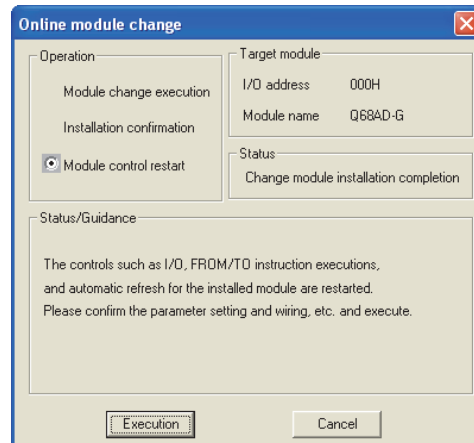 Online module change
Operation
Module change execution
Installation confirmation
Module control restart
Target module
I/O address 000H
Module name Q68AD-G
Status
Change module installation completion
Status/Guidance
The controls such as I/O, FROM/TO instruction executions,
and automatic refresh for the installed module are restarted.
Please confirm the parameter setting and wiring, etc. and execute.
Execution Cancel